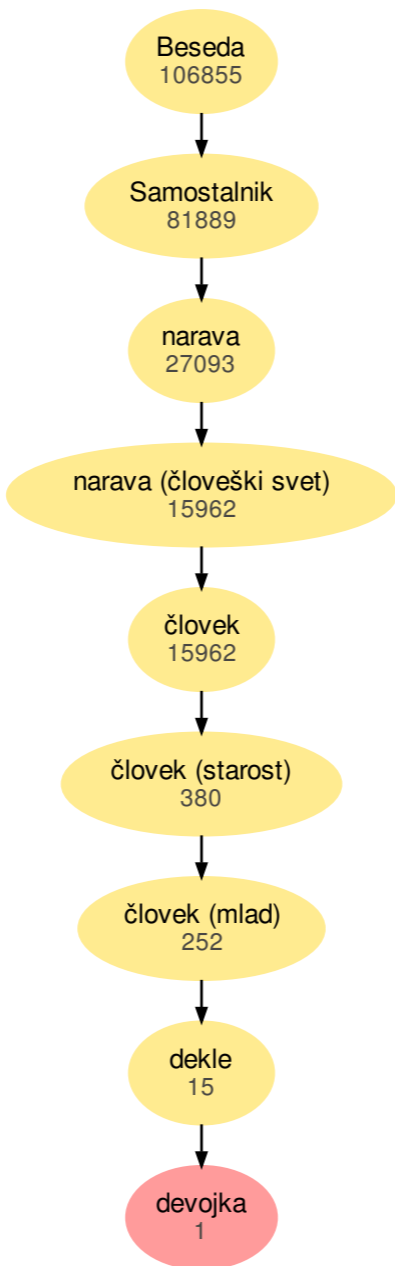 Beseda
106855
Samostalnik
81889
narava
27093
narava (človeški svet)
15962
človek
15962
človek (starost)
380
človek (mlad)
252
dekle
15
devojka
1